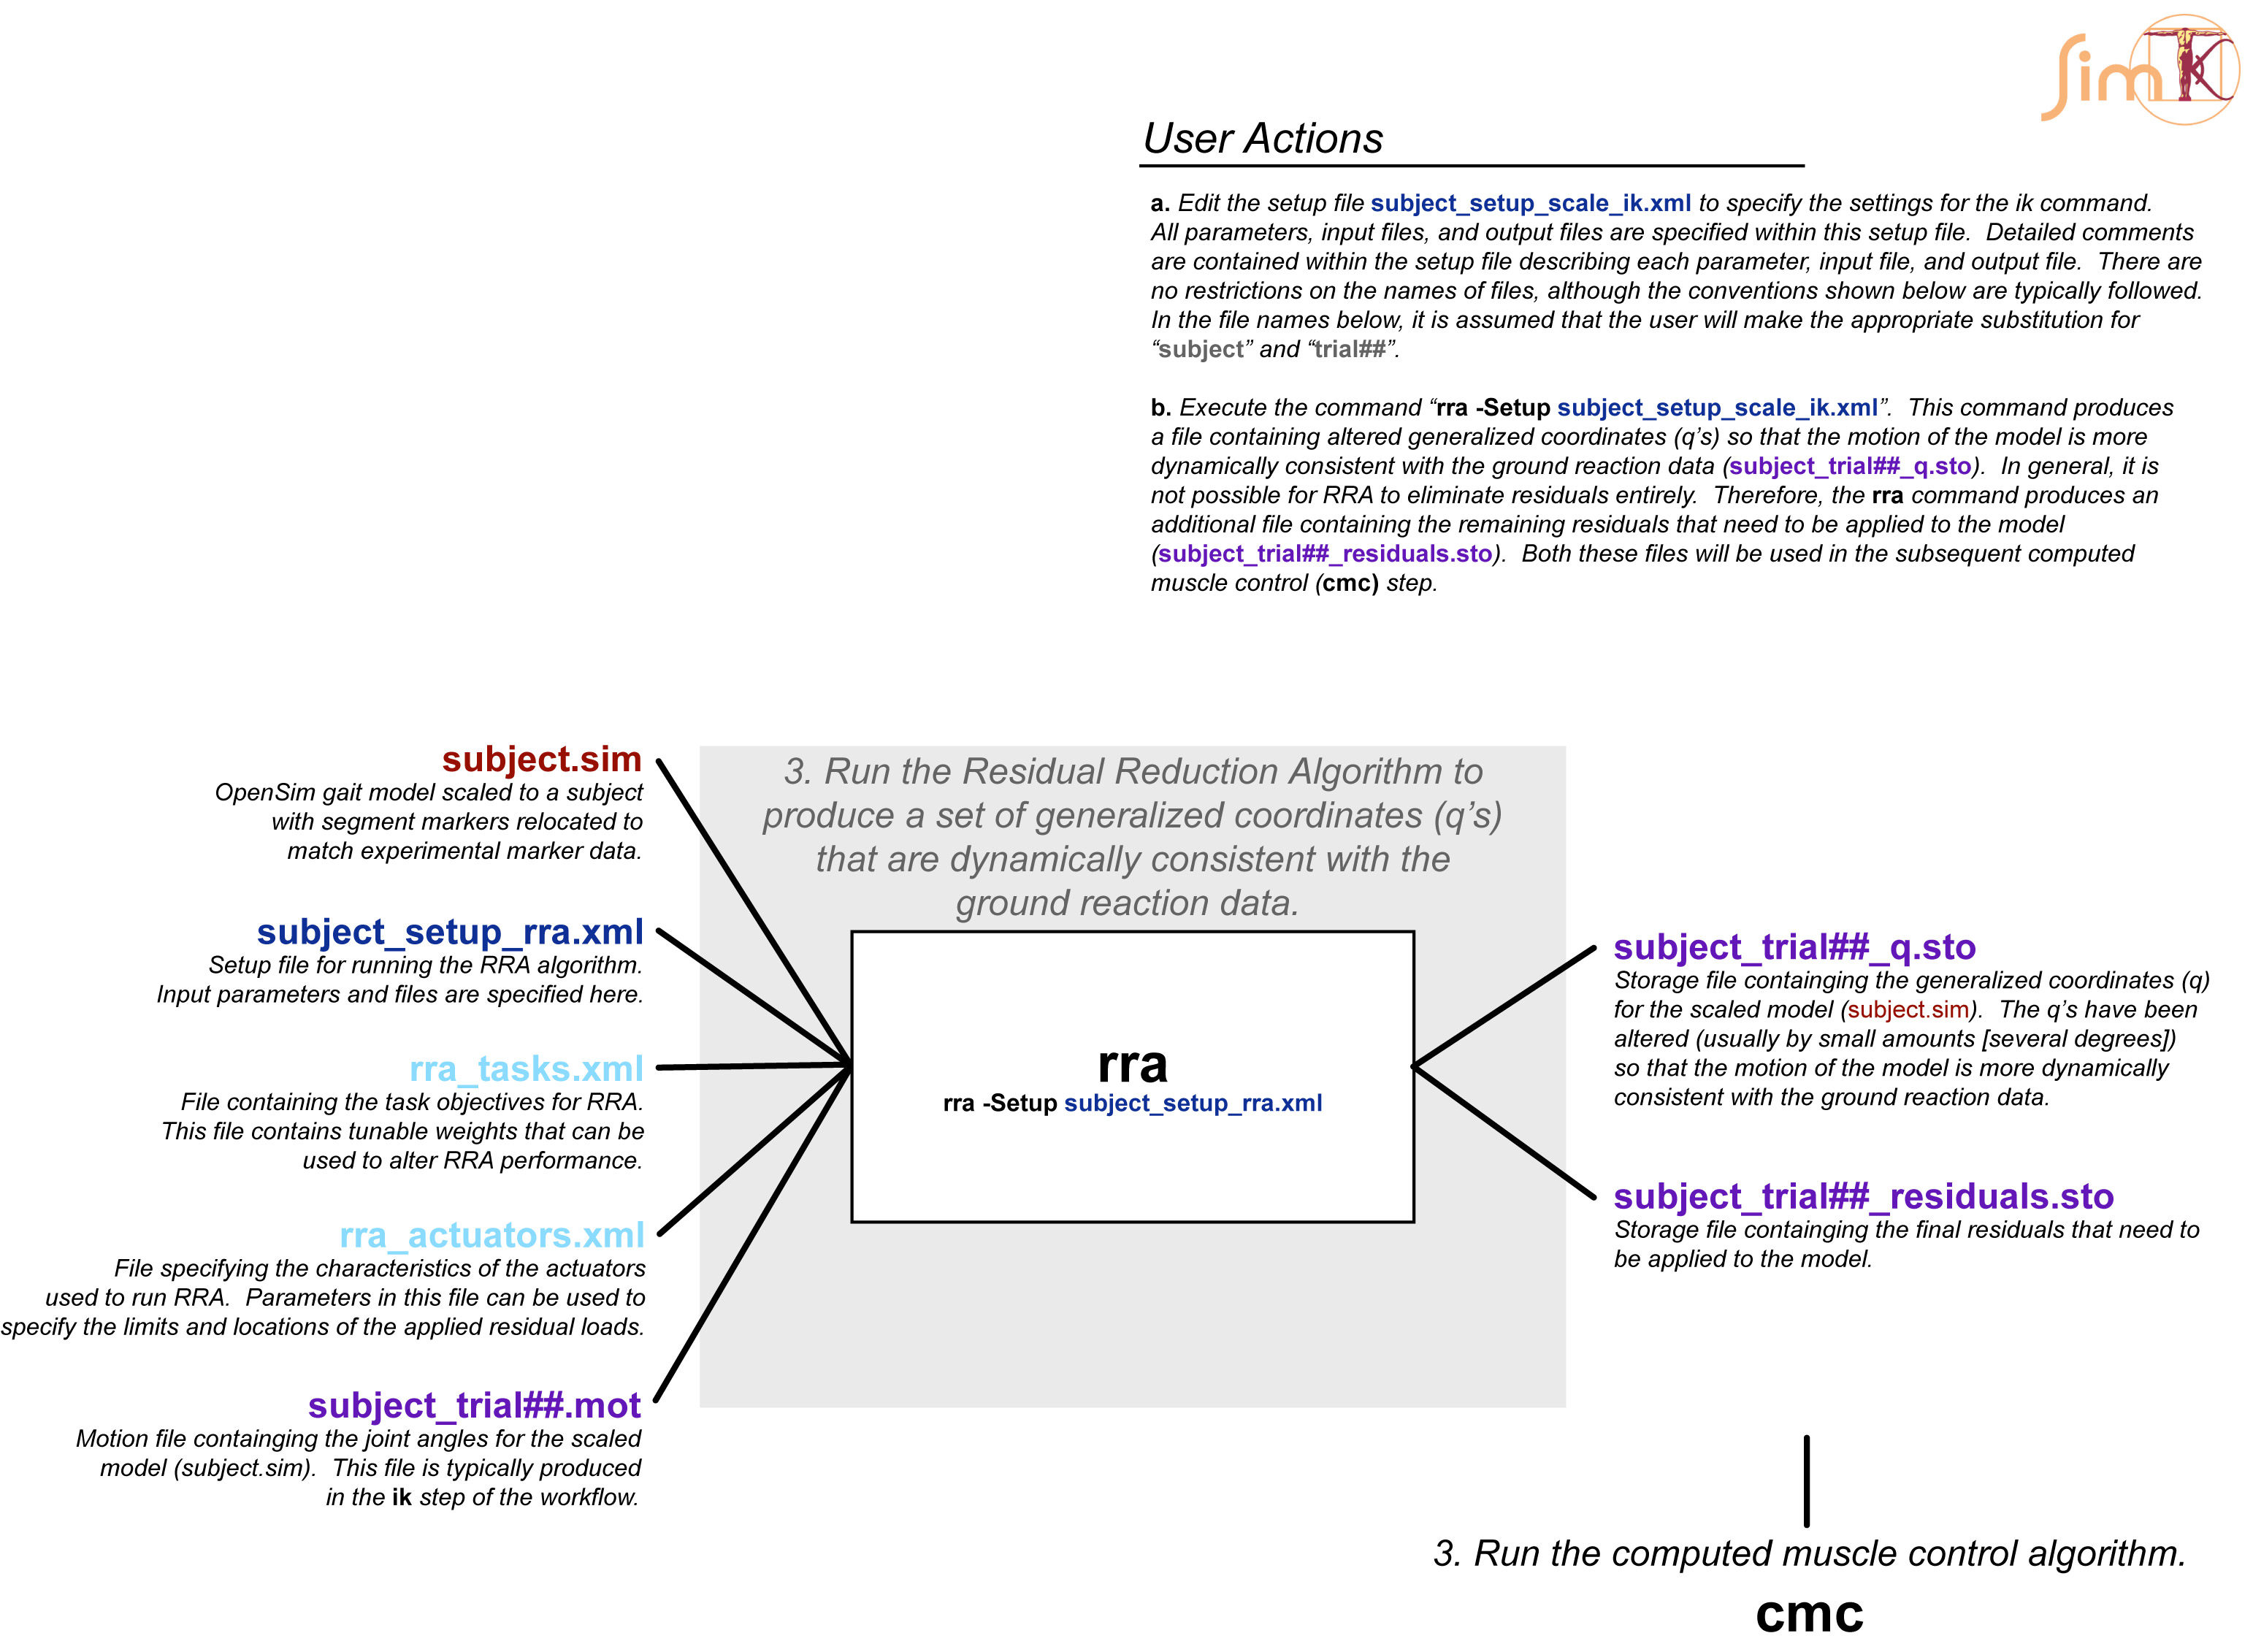 SimTK
User Actions
a. Edit the setup file subject_setup_scale_ik.xml to specify the settings for the ik command.
All parameters, input files, and output files are specified within this setup file.  Detailed comments
are contained within the setup file describing each parameter, input file, and output file.  There are
no restrictions on the names of files, although the conventions shown below are typically followed.
In the file names below, it is assumed that the user will make the appropriate substitution for
“subject” and “trial##”.
b. Execute the command “rra -Setup subject_setup_scale_ik.xml”.  This command produces
a file containing altered generalized coordinates (q’s) so that the motion of the model is more
dynamically consistent with the ground reaction data (subject_trial##_q.sto).  In general, it is
not possible for RRA to eliminate residuals entirely.  Therefore, the rra command produces an
additional file containing the remaining residuals that need to be applied to the model
(subject_trial##_residuals.sto).  Both these files will be used in the subsequent computed
muscle control (cmc) step.
subject.sim
OpenSim gait model scaled to a subject
with segment markers relocated to
match experimental marker data.
subject_setup_rra.xml
Setup file for running the RRA algorithm.
Input parameters and files are specified here.
rra_tasks.xml
File containing the task objectives for RRA.
This file contains tunable weights that can be
used to alter RRA performance.
rra_actuators.xml
File specifying the characteristics of the actuators
used to run RRA.  Parameters in this file can be used to
specify the limits and locations of the applied residual loads.
subject_trial##.mot
Motion file containging the joint angles for the scaled
model (subject.sim).  This file is typically produced
in the ik step of the workflow.
3. Run the Residual Reduction Algorithm to
produce a set of generalized coordinates (q’s)
that are dynamically consistent with the
ground reaction data.
rra
rra -Setup subject_setup_rra.xml
subject_trial##_q.sto
Storage file containging the generalized coordinates (q)
for the scaled model (subject.sim).  The q’s have been
altered (usually by small amounts [several degrees])
so that the motion of the model is more dynamically
consistent with the ground reaction data.
subject_trial##_residuals.sto
Storage file containging the final residuals that need to
be applied to the model.
3. Run the computed muscle control algorithm.
cmc